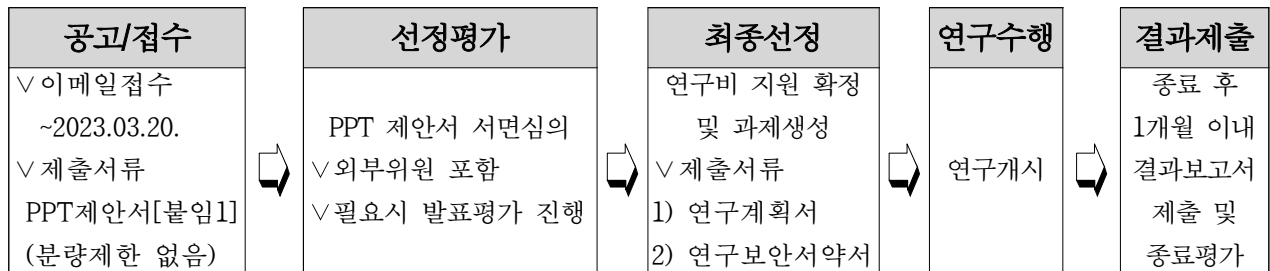 공고/접수
∨이메일접수
~2023.03.20.
∨제출서류
PPT제안서[붙임1]
(분량제한 없음)
선정평가
PPT 제안서 서면심의
∨외부위원 포함
∨필요시 발표평가 진행
최종선정
연구비 지원 확정
및 과제생성
∨제출서류
1) 연구계획서
2) 연구보안서약서
연구수행
연구개시
결과제출
종료 후
1개월 이내
결과보고서
제출 및
종료평가